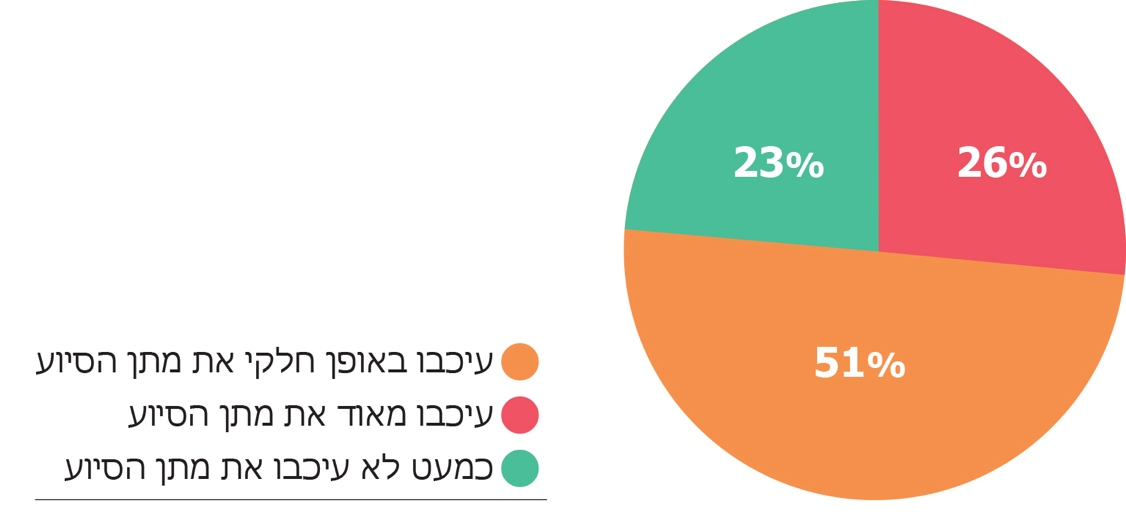 23%
26%
51%
עיכבו באופן חלקי את מתן הסיוע
עיכבו מאוד את מתן הסיוע
כמעט לא עיכבו את מתן הסיוע